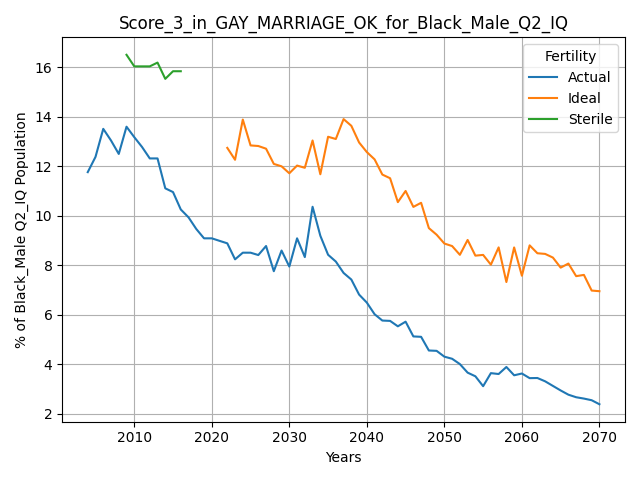 Score_3_in_GAY_MARRIAGE_OK_for_Black_Male_Q2_IQ
Fertility
Actual
Ideal
Sterile
% of Black_Male Q2_IQ Population
16
14
12
10
8
6
4
2
2010 2020 2030 2040 2050 2060 2070
Years